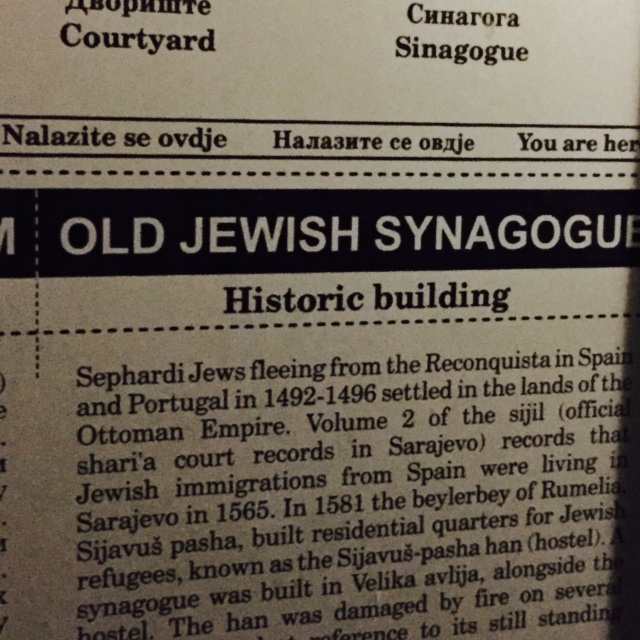 Двориште Синагога
Courtyard Sinagogue
Nalazite se ovdje Налазите се овдје You are her
M OLD JEWISH SYNAGOGUE
Historic building
Sephardi Jews fleeing from the Reconquista in Spain
and Portugal in 1492-1496 settled in the lands of the
Ottoman Empire. Volume 2 of the sijil (official
shari'a court records in Sarajevo) records that
Jewish immigrations from Spain were living in
Sarajevo in 1565. In 1581 the beylerbey of Rumelia,
Sijavuš pasha, built residential quarters for Jewish
refugees, known as the Sijavuš-pasha han (hostel). A
synagogue was built in Velika avlija, alongside the
hostel. The han was damaged by fire on several
reference to its still standing